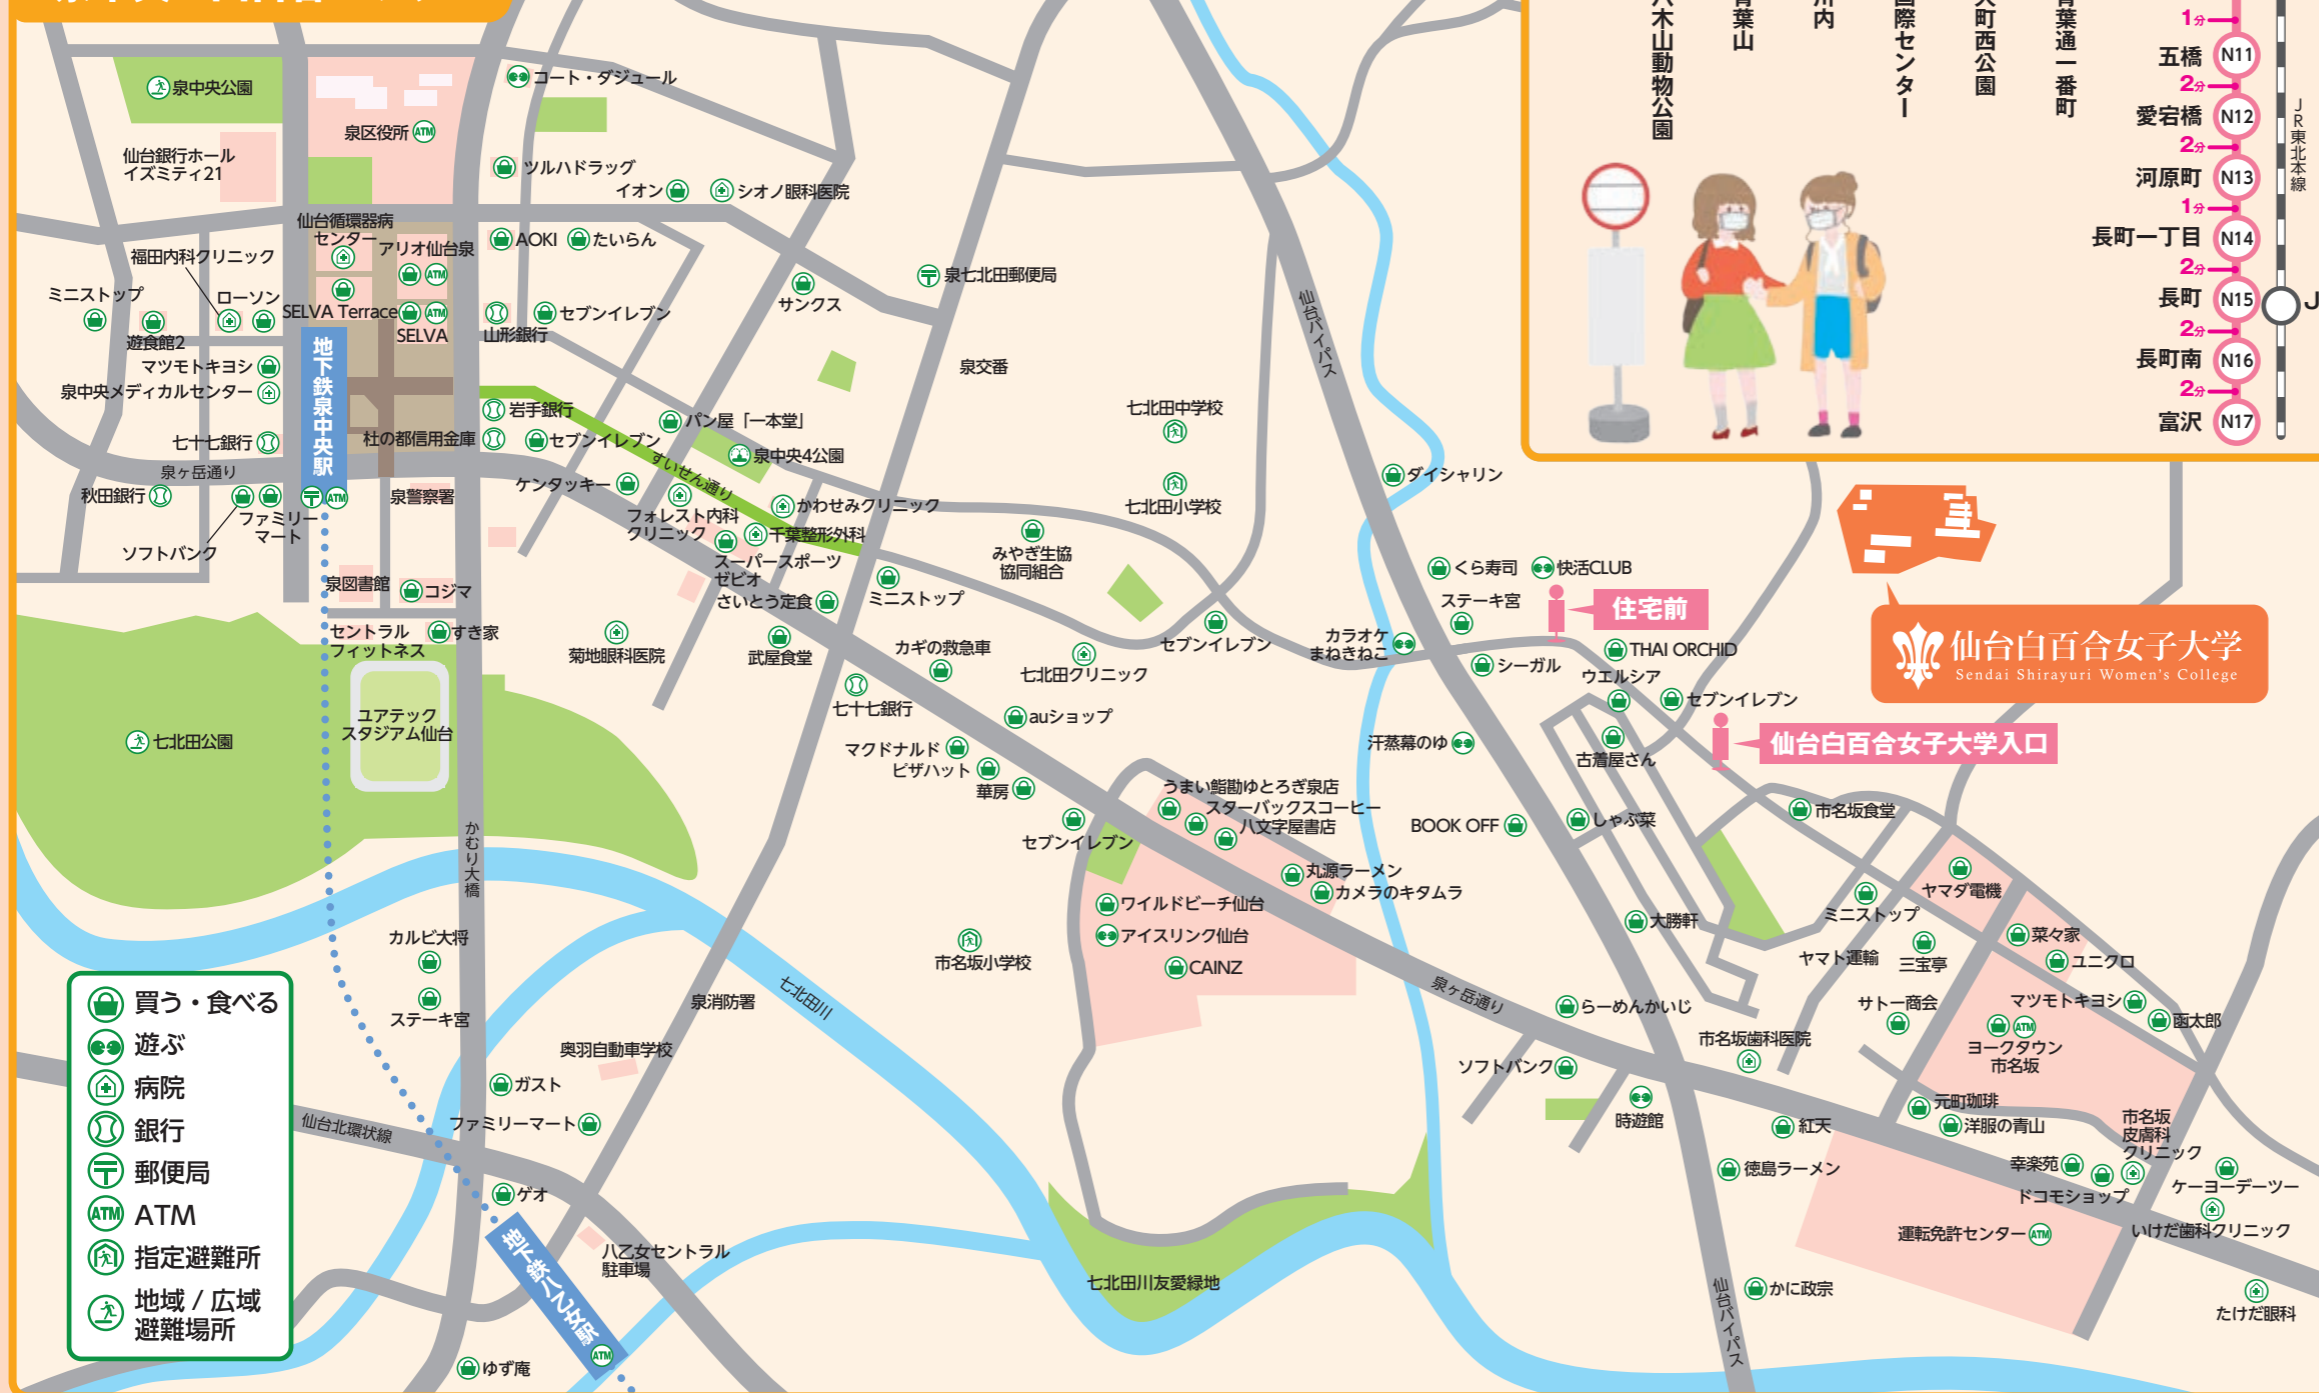 泉中央公園
仙台銀行ホール
イズミティ21
泉区役所
ATM
コート・ダジュール
ツルハドラッグ
イオン
シオノ眼科医院
仙台循環器病
センター
アリオ仙台泉
ATM
AOKI
たいらん
福田内科クリニック
ミニストップ
遊食館2
ローソン
SELVA Terrace
ATM
SELVA
山形銀行
セブンイレブン
サンクス
泉七北田郵便局
泉交番
マツモトキヨシ
泉中央メディカルセンター
七十七銀行
地下鉄泉中央駅
ATM
泉ヶ岳通り
秋田銀行
ファミリー
マート
ソフトバンク
岩手銀行
杜の都信用金庫
セブンイレブン
パン屋「一本堂」
泉中央4公園
すいせん通り
泉警察署
ケンタッキー
フォレスト内科
クリニック
かわせみクリニック
千葉整形外科
スーパースポーツ
ゼビオ
さいとう定食
ミニストップ
みやぎ生協
協同組合
七北田中学校
七北田小学校
仙台バイパス
ダイシャリン
泉図書館
コジマ
セントラル
フィットネス
すき家
菊地眼科医院
武屋食堂
カギの救急車
七北田クリニック
セブンイレブン
カラオケ
まねきねこ
くら寿司
快活CLUB
ステーキ宮
住宅前
シーガル
THAI ORCHID
ウエルシア
セブンイレブン
古着屋さん
仙台白百合女子大学入口
仙台白百合女子大学
Sendai Shirayuri Women's College
七北田公園
ユアテック
スタジアム仙台
七十七銀行
auショップ
マクドナルド
ピザハット
華房
セブンイレブン
汗蒸幕のゆ
うまい鮨勘ゆとろぎ泉店
スターバックスコーヒー
八文字屋書店
BOOK OFF
しゃぶ菜
市名坂食堂
丸源ラーメン
カメラのキタムラ
ワイルドビーチ仙台
アイスリンク仙台
CAINZ
大勝軒
ヤマダ電機
ミニストップ
ヤマト運輸
三宝亭
菜々家
ユニクロ
サトー商会
マツモトキヨシ
函太郎
ATM
ヨークタウン
市名坂
かむり大橋
カルビ大将
ステーキ宮
市名坂小学校
泉消防署
七北田川
泉ヶ岳通り
らーめんかいじ
市名坂歯科医院
ソフトバンク
時遊館
奥羽自動車学校
ガスト
ファミリーマート
仙台北環状線
ゲオ
地下鉄八乙女駅
ATM
八乙女セントラル
駐車場
ゆず庵
七北田川友愛緑地
紅天
徳島ラーメン
元町珈琲
洋服の青山
市名坂
皮膚科
クリニック
幸楽苑
ドコモショップ
ケーヨーデーツー
いけだ歯科クリニック
運転免許センター
ATM
かに政宗
仙台バイパス
たけだ眼科
買う・食べる
遊ぶ
病院
銀行
郵便局
ATM
ATM
指定避難所
地域 / 広域
避難場所
木山動物公園
青葉山
川内
国際センター
町西公園
青葉通一番町
1分
五橋
N11
2分
愛宕橋
N12
2分
河原町
N13
1分
長町一丁目
N14
2分
長町
N15
J
2分
長町南
N16
2分
富沢
N17
JR東北本線